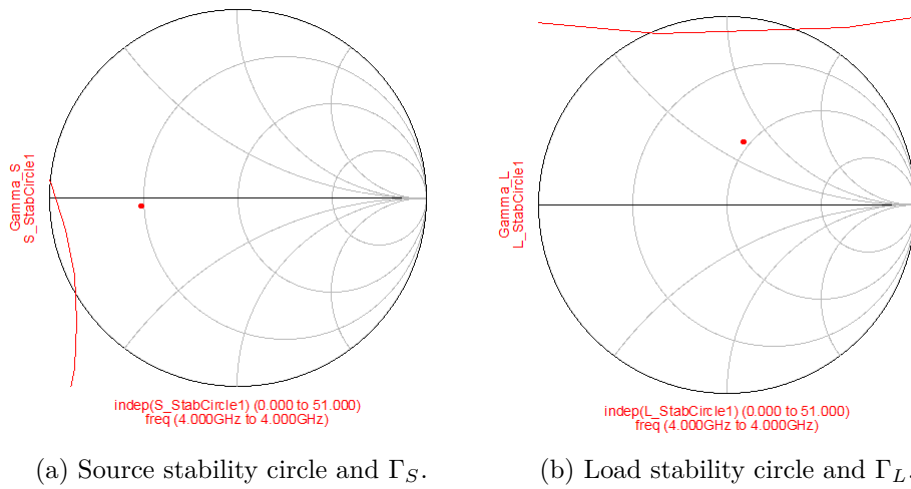 Gamma_S
S_StabCircle1
indep(S_StabCircle1) (0.000 to 51.000)
freq (4.000GHz to 4.000GHz)
(a) Source stability circle and Γ_S.
Gamma_L
L_StabCircle1
indep(L_StabCircle1) (0.000 to 51.000)
freq (4.000GHz to 4.000GHz)
(b) Load stability circle and Γ_L.